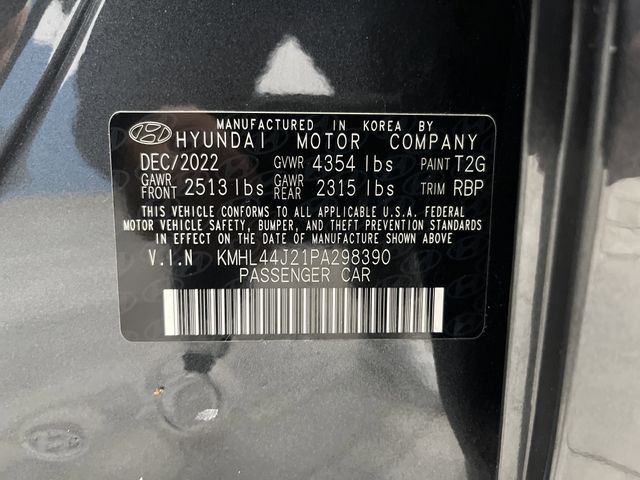 MANUFACTURED IN KOREA BY
HYUNDAI MOTOR COMPANY
DEC/2022 GVWR 4354 lbs PAINT T2G
GAWR FRONT 2513 lbs GAWR REAR 2315 lbs TRIM RBP
THIS VEHICLE CONFORMS TO ALL APPLICABLE U.S.A. FEDERAL
MOTOR VEHICLE SAFETY, BUMPER, AND THEFT PREVENTION STANDARDS
IN EFFECT ON THE DATE OF MANUFACTURE SHOWN ABOVE
V.I.N KMHL44J21PA298390
PASSENGER CAR